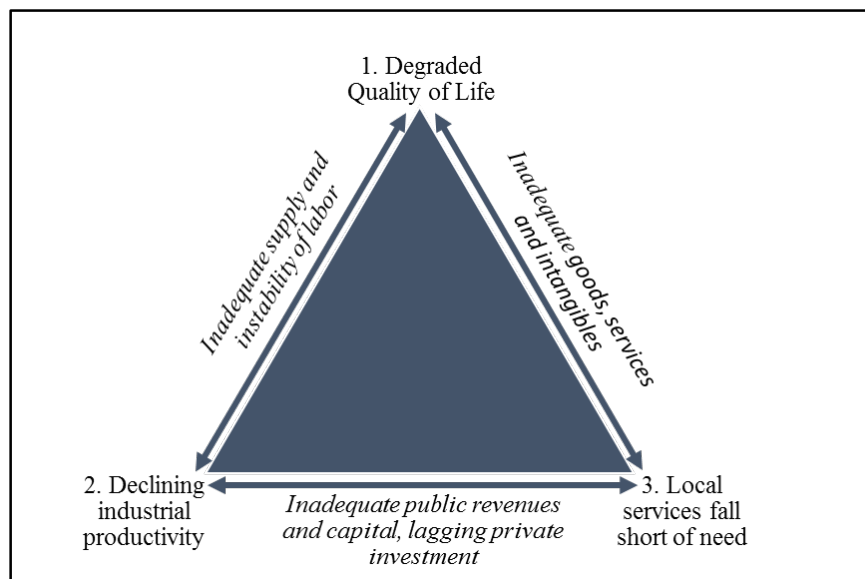 1. Degraded
Quality of Life
Inadequate supply and
instability of labor
Inadequate goods, services
and intangibles
2. Declining
industrial
productivity
Inadequate public revenues
and capital, lagging private
investment
3. Local
services fall
short of need